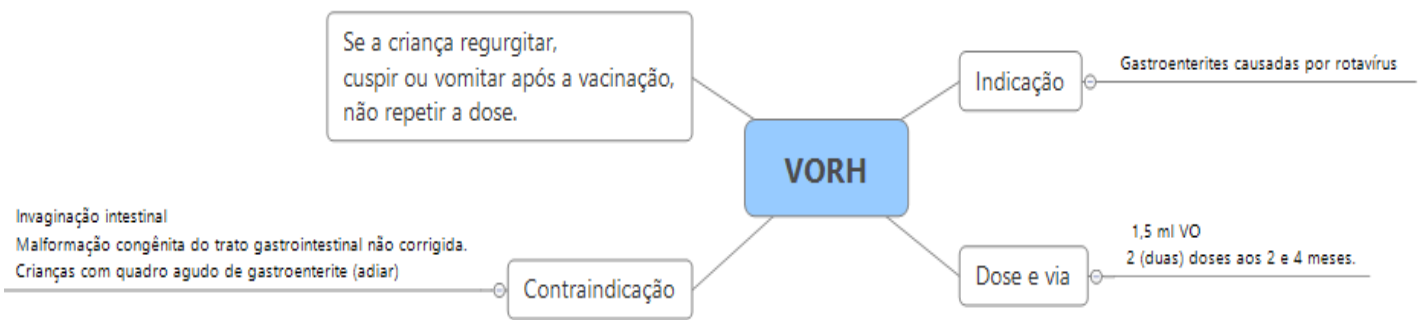 Se a criança regurgitar,
cuspir ou vomitar após a vacinação,
não repetir a dose.
Indicação
Gastroenterites causadas por rotavírus
VORH
Invaginação intestinal
Malformação congênita do trato gastrointestinal não corrigida.
Crianças com quadro agudo de gastroenterite (adiar)
Contraindicação
Dose e via
1,5 ml VO
2 (duas) doses aos 2 e 4 meses.